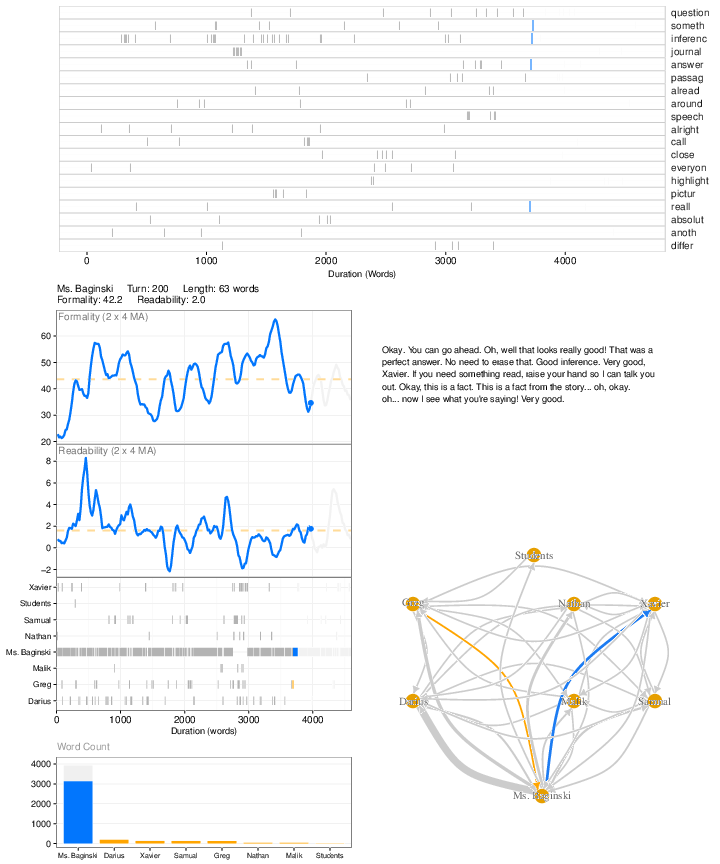 question
someth
inferenc
journal
answer
passag
alread
around
speech
alright
call
close
everyon
highlight
pictur
reall
absolut
anoth
differ
0 1000 2000 3000 4000
Duration (Words)
Ms. Baginski Turn: 200 Length: 63 words
Formality: 42.2 Readability: 2.0
Formality (2 x 4 MA)
60
50
40
30
20
Okay. You can go ahead. Oh, well that looks really good! That was a
perfect answer. No need to erase that. Good inference. Very good,
Xavier. If you need something read, raise your hand so I can talk you
out. Okay, this is a fact. This is a fact from the story... oh, okay.
oh... now I see what you're saying! Very good.
Readability (2 x 4 MA)
8
6
4
2
0
−2
Xavier
Students
Samual
Nathan
Ms. Baginski
Malik
Greg
Darius
0 1000 2000 3000 4000
Duration (words)
Students
Greg
Nathan
Xavier
Darius
Malik
Samual
Ms. Baginski
Word Count
4000
3000
2000
1000
0
Ms. Baginski Darius Xavier Samual Greg Nathan Malik Students